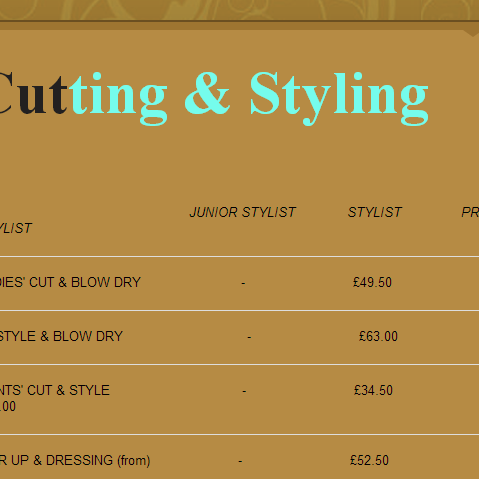 Cutting & Styling
JUNIOR STYLIST STYLIST PR
YLIST
DIES' CUT & BLOW DRY - £49.50
STYLE & BLOW DRY - £63.00
NTS' CUT & STYLE - £34.50
.00
R UP & DRESSING (from) - £52.50